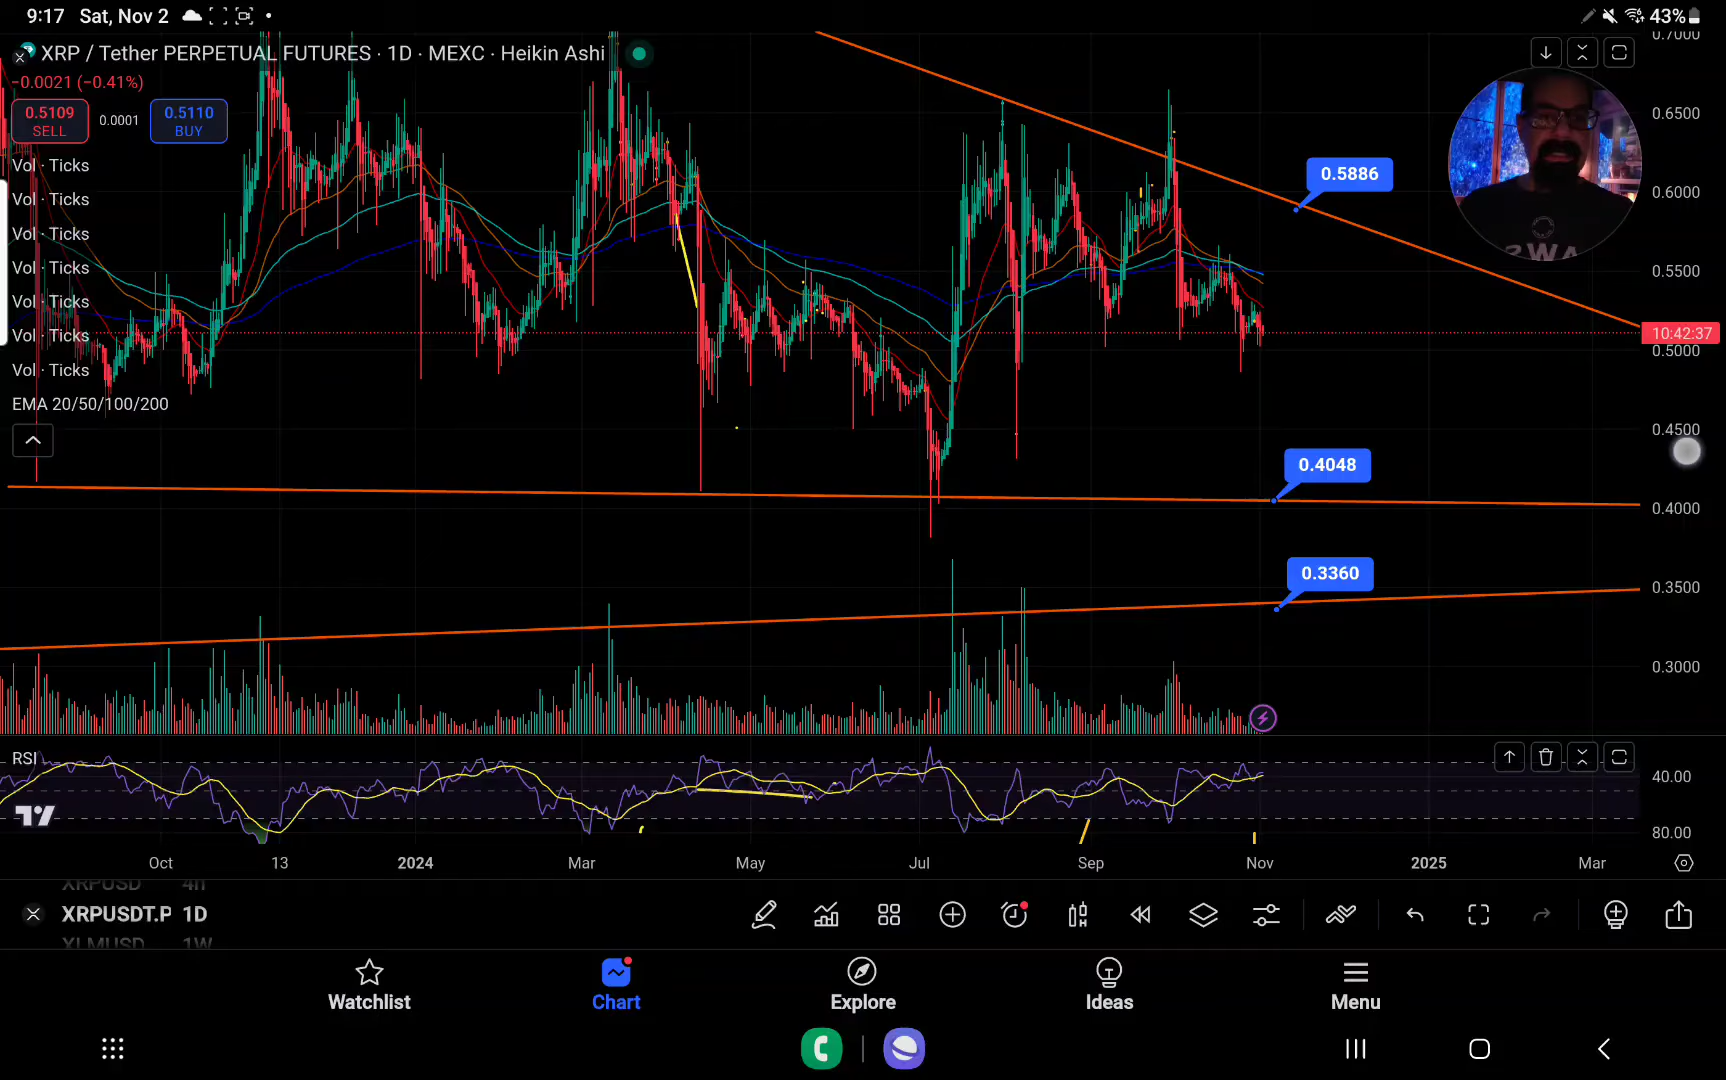 9:17 Sat, Nov 2
43%
XRP / Tether PERPETUAL FUTURES · 1D · MEXC · Heikin Ashi
−0.0021 (−0.41%)
0.5109 SELL
0.0001
0.5110 BUY
Vol · Ticks
Vol · Ticks
Vol · Ticks
Vol · Ticks
Vol · Ticks
Vol · Ticks
Vol · Ticks
EMA 20/50/100/200
0.7000
0.6500
0.6000
0.5500
10:42:37
0.5000
0.4500
0.4000
0.3500
0.3000
0.5886
0.4048
0.3360
RSI
40.00
80.00
Oct 13 2024 Mar May Jul Sep Nov 2025 Mar
XRPUSD 4h
XRPUSDT.P 1D
XLMUSD 1W
Watchlist
Chart
Explore
Ideas
Menu